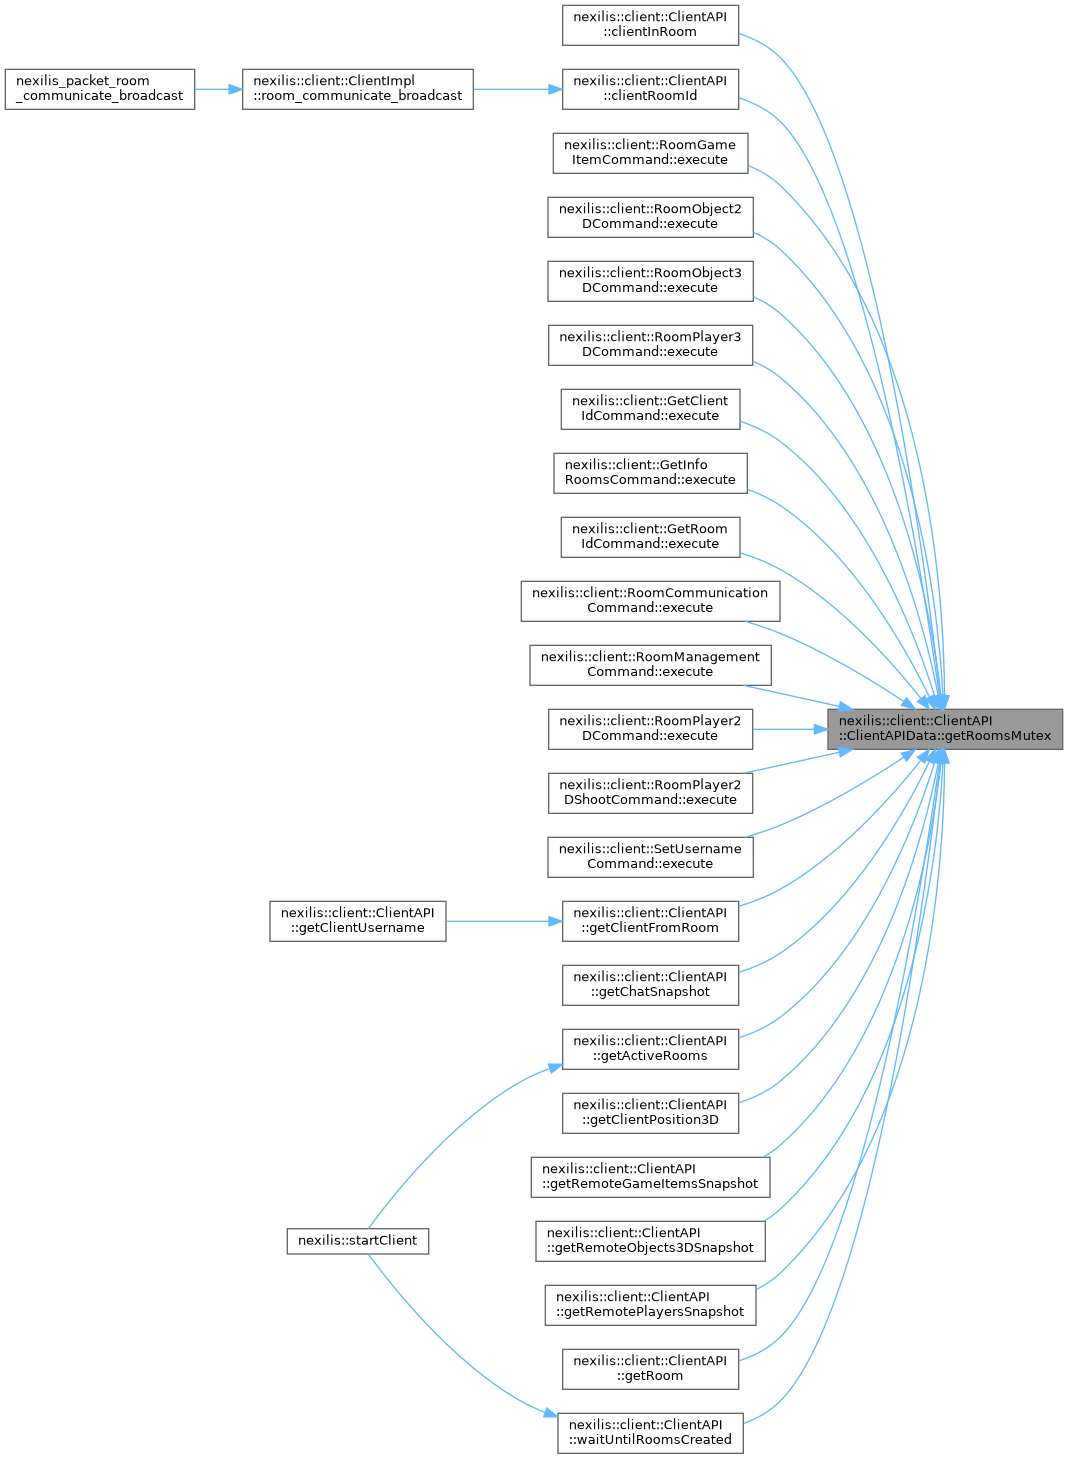 nexilis::client::ClientAPI
::clientInRoom
nexilis_packet_room
_communicate_broadcast
nexilis::client::ClientImpl
::room_communicate_broadcast
nexilis::client::ClientAPI
::clientRoomId
nexilis::client::RoomGame
ItemCommand::execute
nexilis::client::RoomObject2
DCommand::execute
nexilis::client::RoomObject3
DCommand::execute
nexilis::client::RoomPlayer3
DCommand::execute
nexilis::client::GetClient
IdCommand::execute
nexilis::client::GetInfo
RoomsCommand::execute
nexilis::client::GetRoom
IdCommand::execute
nexilis::client::RoomCommunication
Command::execute
nexilis::client::RoomManagement
Command::execute
nexilis::client::RoomPlayer2
DCommand::execute
nexilis::client::ClientAPI
::ClientAPIData::getRoomsMutex
nexilis::client::RoomPlayer2
DShootCommand::execute
nexilis::client::SetUsername
Command::execute
nexilis::client::ClientAPI
::getClientUsername
nexilis::client::ClientAPI
::getClientFromRoom
nexilis::client::ClientAPI
::getChatSnapshot
nexilis::client::ClientAPI
::getActiveRooms
nexilis::client::ClientAPI
::getClientPosition3D
nexilis::client::ClientAPI
::getRemoteGameItemsSnapshot
nexilis::startClient
nexilis::client::ClientAPI
::getRemoteObjects3DSnapshot
nexilis::client::ClientAPI
::getRemotePlayersSnapshot
nexilis::client::ClientAPI
::getRoom
nexilis::client::ClientAPI
::waitUntilRoomsCreated